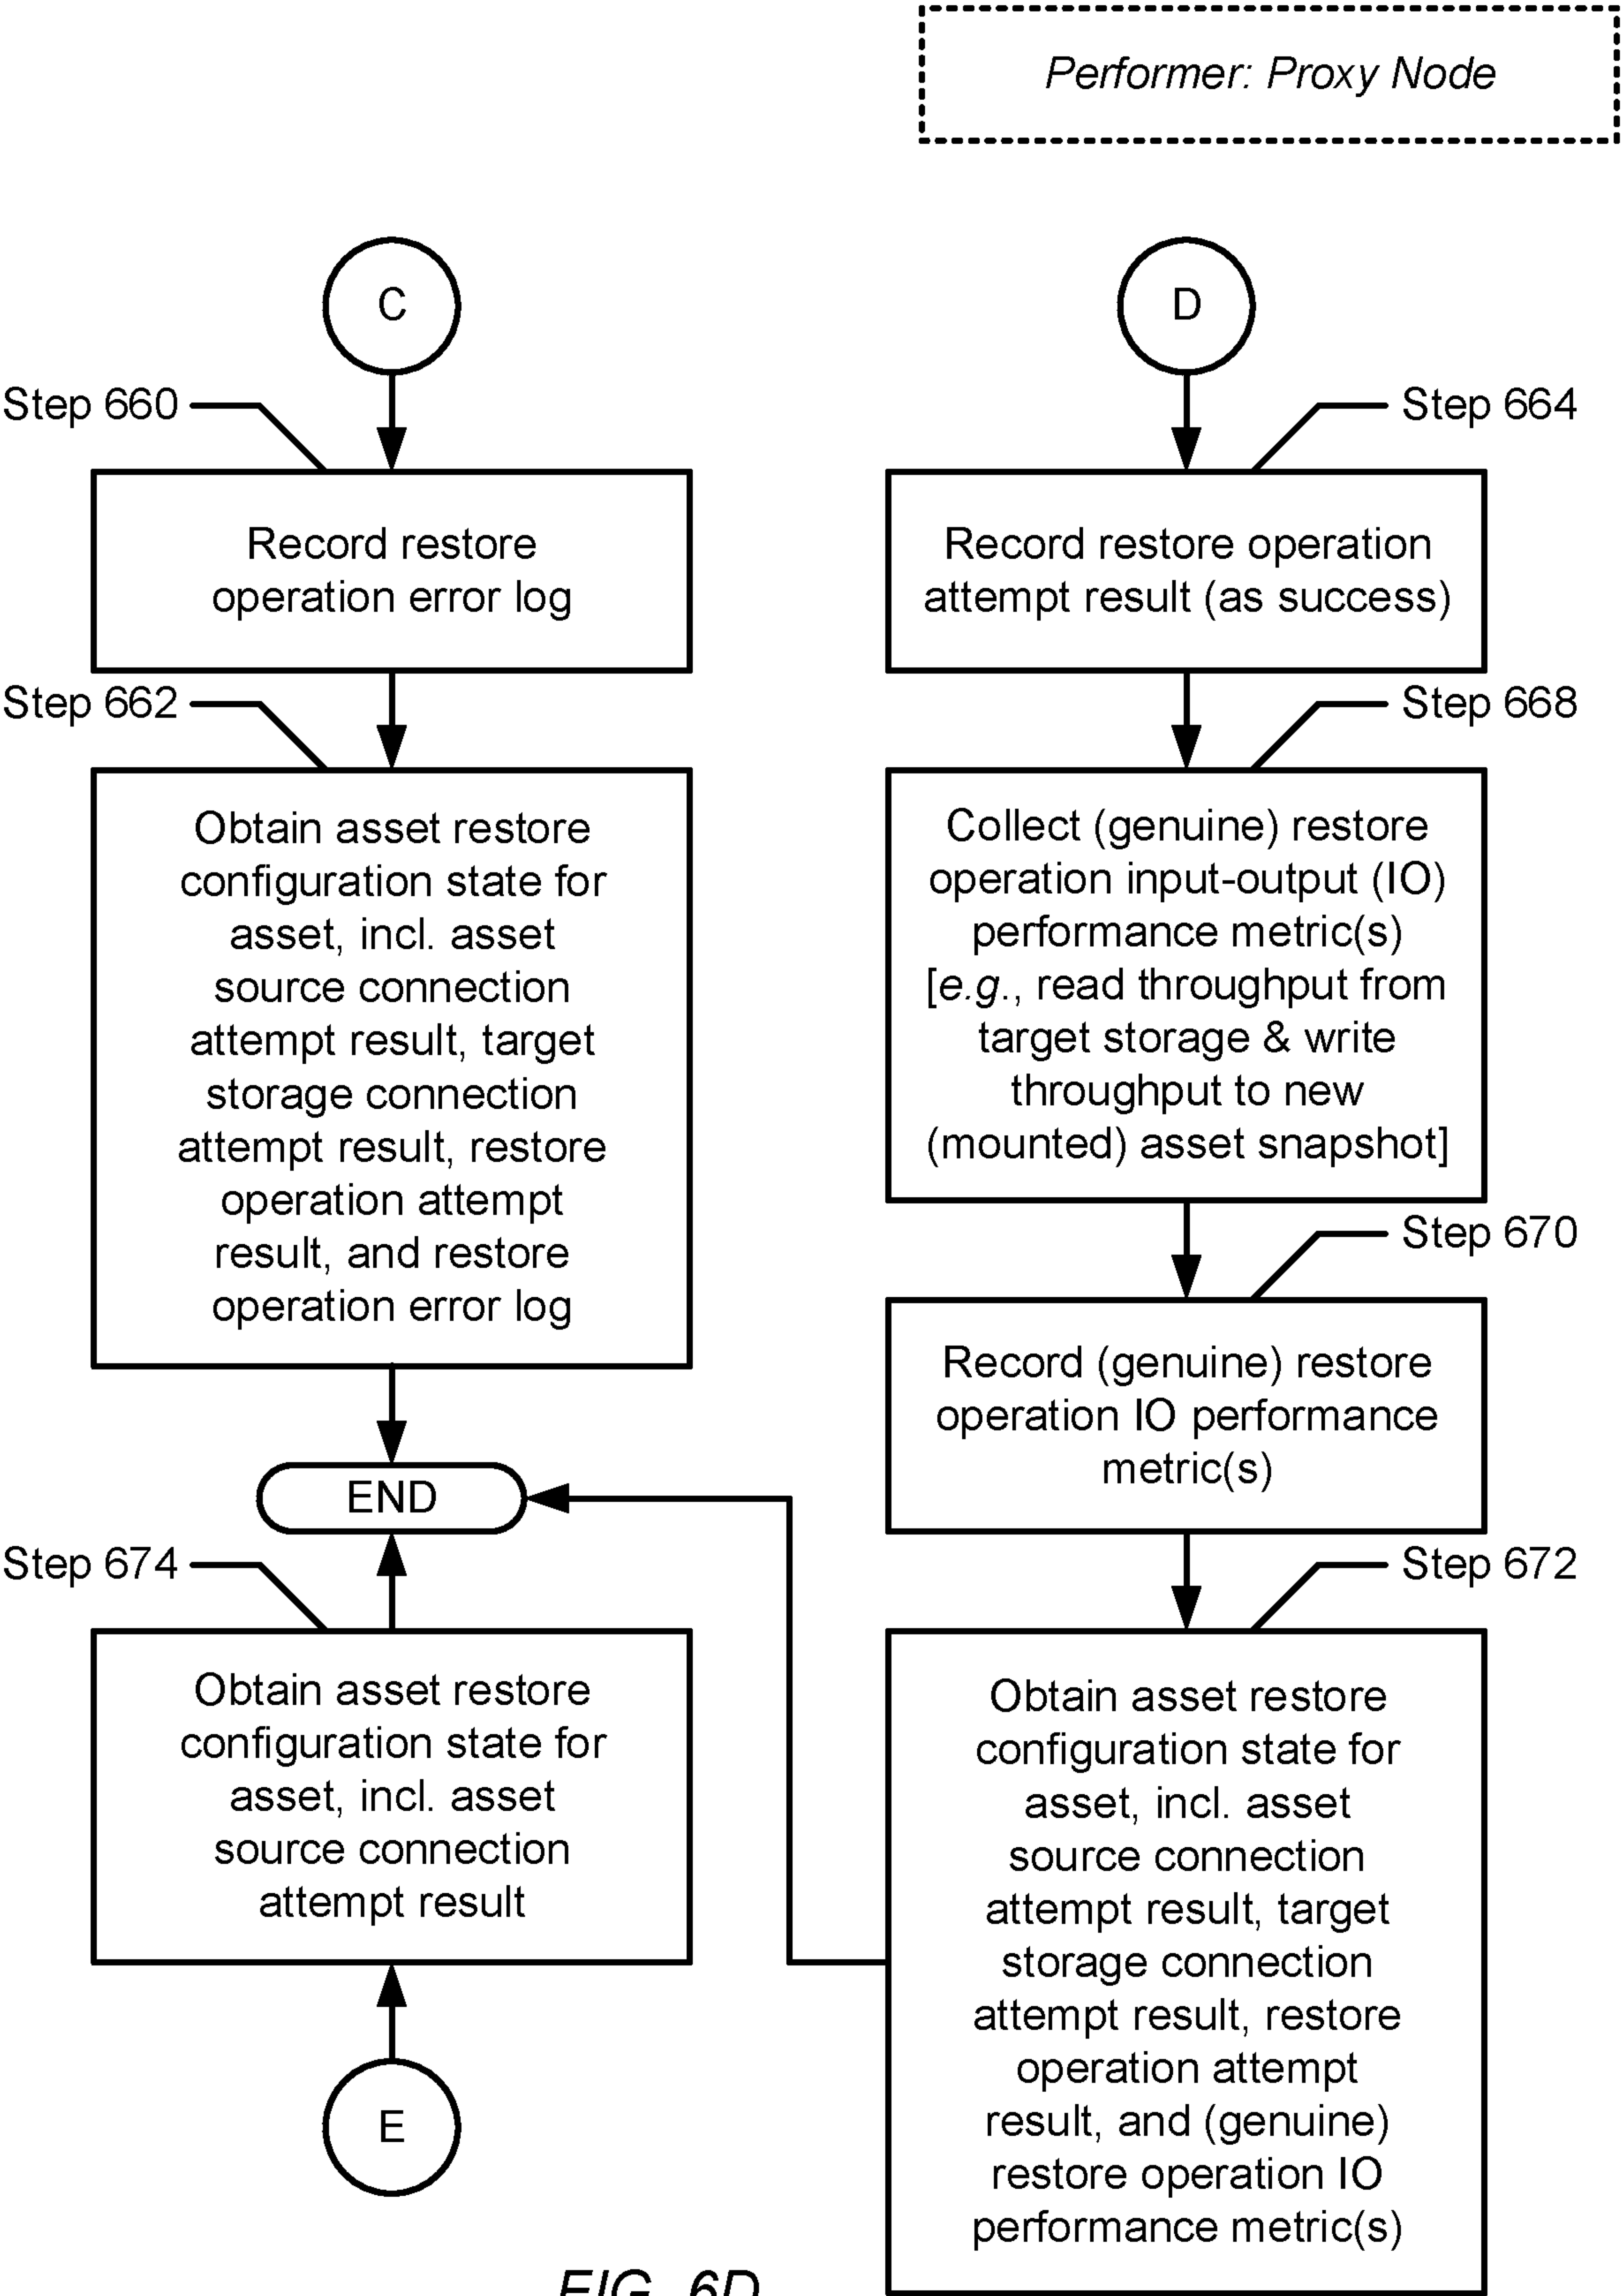 Performer: Proxy Node
C
Step 660
Record restore
operation error log
Step 662
Obtain asset restore
configuration state for
asset, incl. asset
source connection
attempt result, target
storage connection
attempt result, restore
operation attempt
result, and restore
operation error log
END
Step 674
Obtain asset restore
configuration state for
asset, incl. asset
source connection
attempt result
E
D
Step 664
Record restore operation
attempt result (as success)
Step 668
Collect (genuine) restore
operation input-output (IO)
performance metric(s)
[e.g., read throughput from
target storage & write
throughput to new
(mounted) asset snapshot]
Step 670
Record (genuine) restore
operation IO performance
metric(s)
Step 672
Obtain asset restore
configuration state for
asset, incl. asset
source connection
attempt result, target
storage connection
attempt result, restore
operation attempt
result, and (genuine)
restore operation IO
performance metric(s)
FIG. 6D